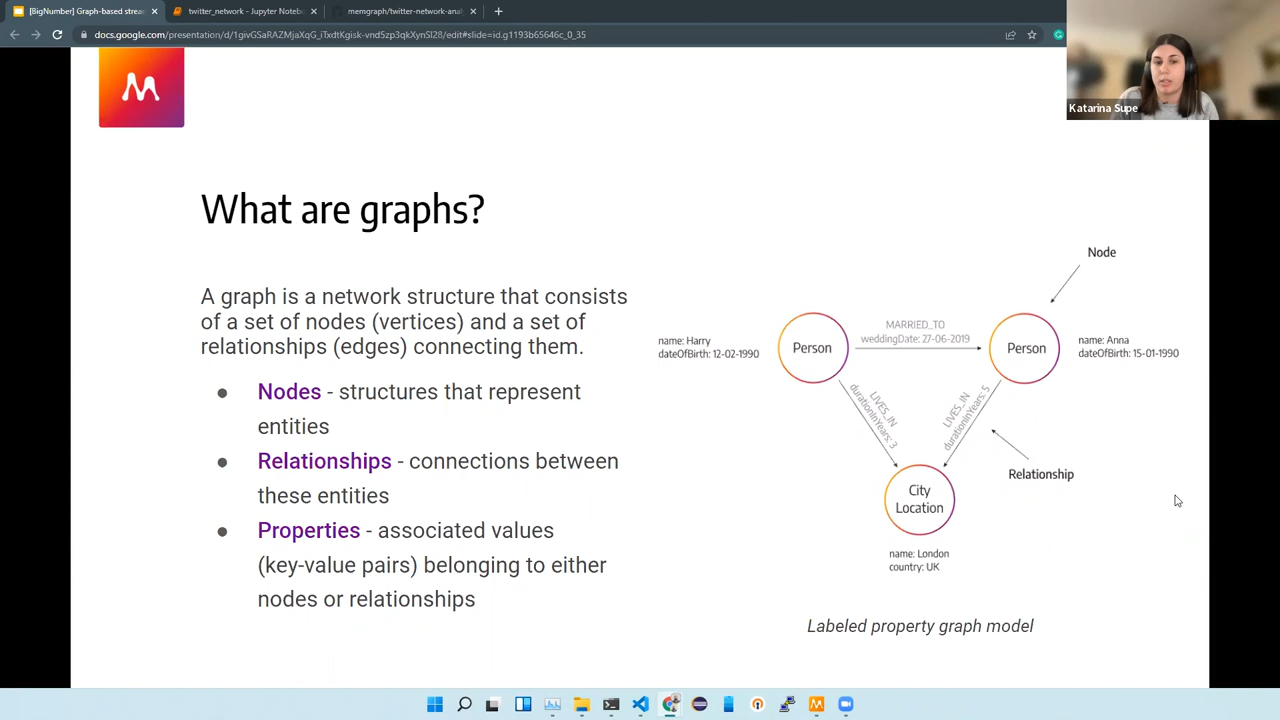 [BigNumber] Graph-based strea
twitter_network - Jupyter Notebo
memgraph/twitter-network-anal
docs.google.com/presentation/d/1givGSaRAZMjaXqG_iTxdtKgisk-vnd5zp3qkXynSI28/edit#slide=id.g1193b65646c_0_35
Katarina Supe
What are graphs?
A graph is a network structure that consists
of a set of nodes (vertices) and a set of
relationships (edges) connecting them.
● Nodes - structures that represent
entities
● Relationships - connections between
these entities
● Properties - associated values
(key-value pairs) belonging to either
nodes or relationships
Node
MARRIED_TO
weddingDate: 27-06-2019
name: Harry
dateOfBirth: 12-02-1990
Person
Person
name: Anna
dateOfBirth: 15-01-1990
LIVES_IN
durationInYears: 3
LIVES_IN
durationInYears: 5
Relationship
City
Location
name: London
country: UK
Labeled property graph model